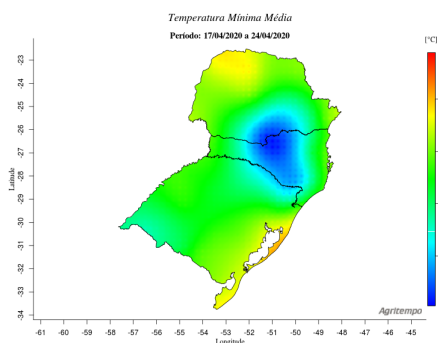 Temperatura Mínima Média
Período: 17/04/2020 a 24/04/2020
[°C]
-23
-24
-25
-26
-27
-28
-29
-30
-31
-32
-33
-34
Latitude
Agritempo
-61 -60 -59 -58 -57 -56 -55 -54 -53 -52 -51 -50 -49 -48 -47 -46 -45
Longitude